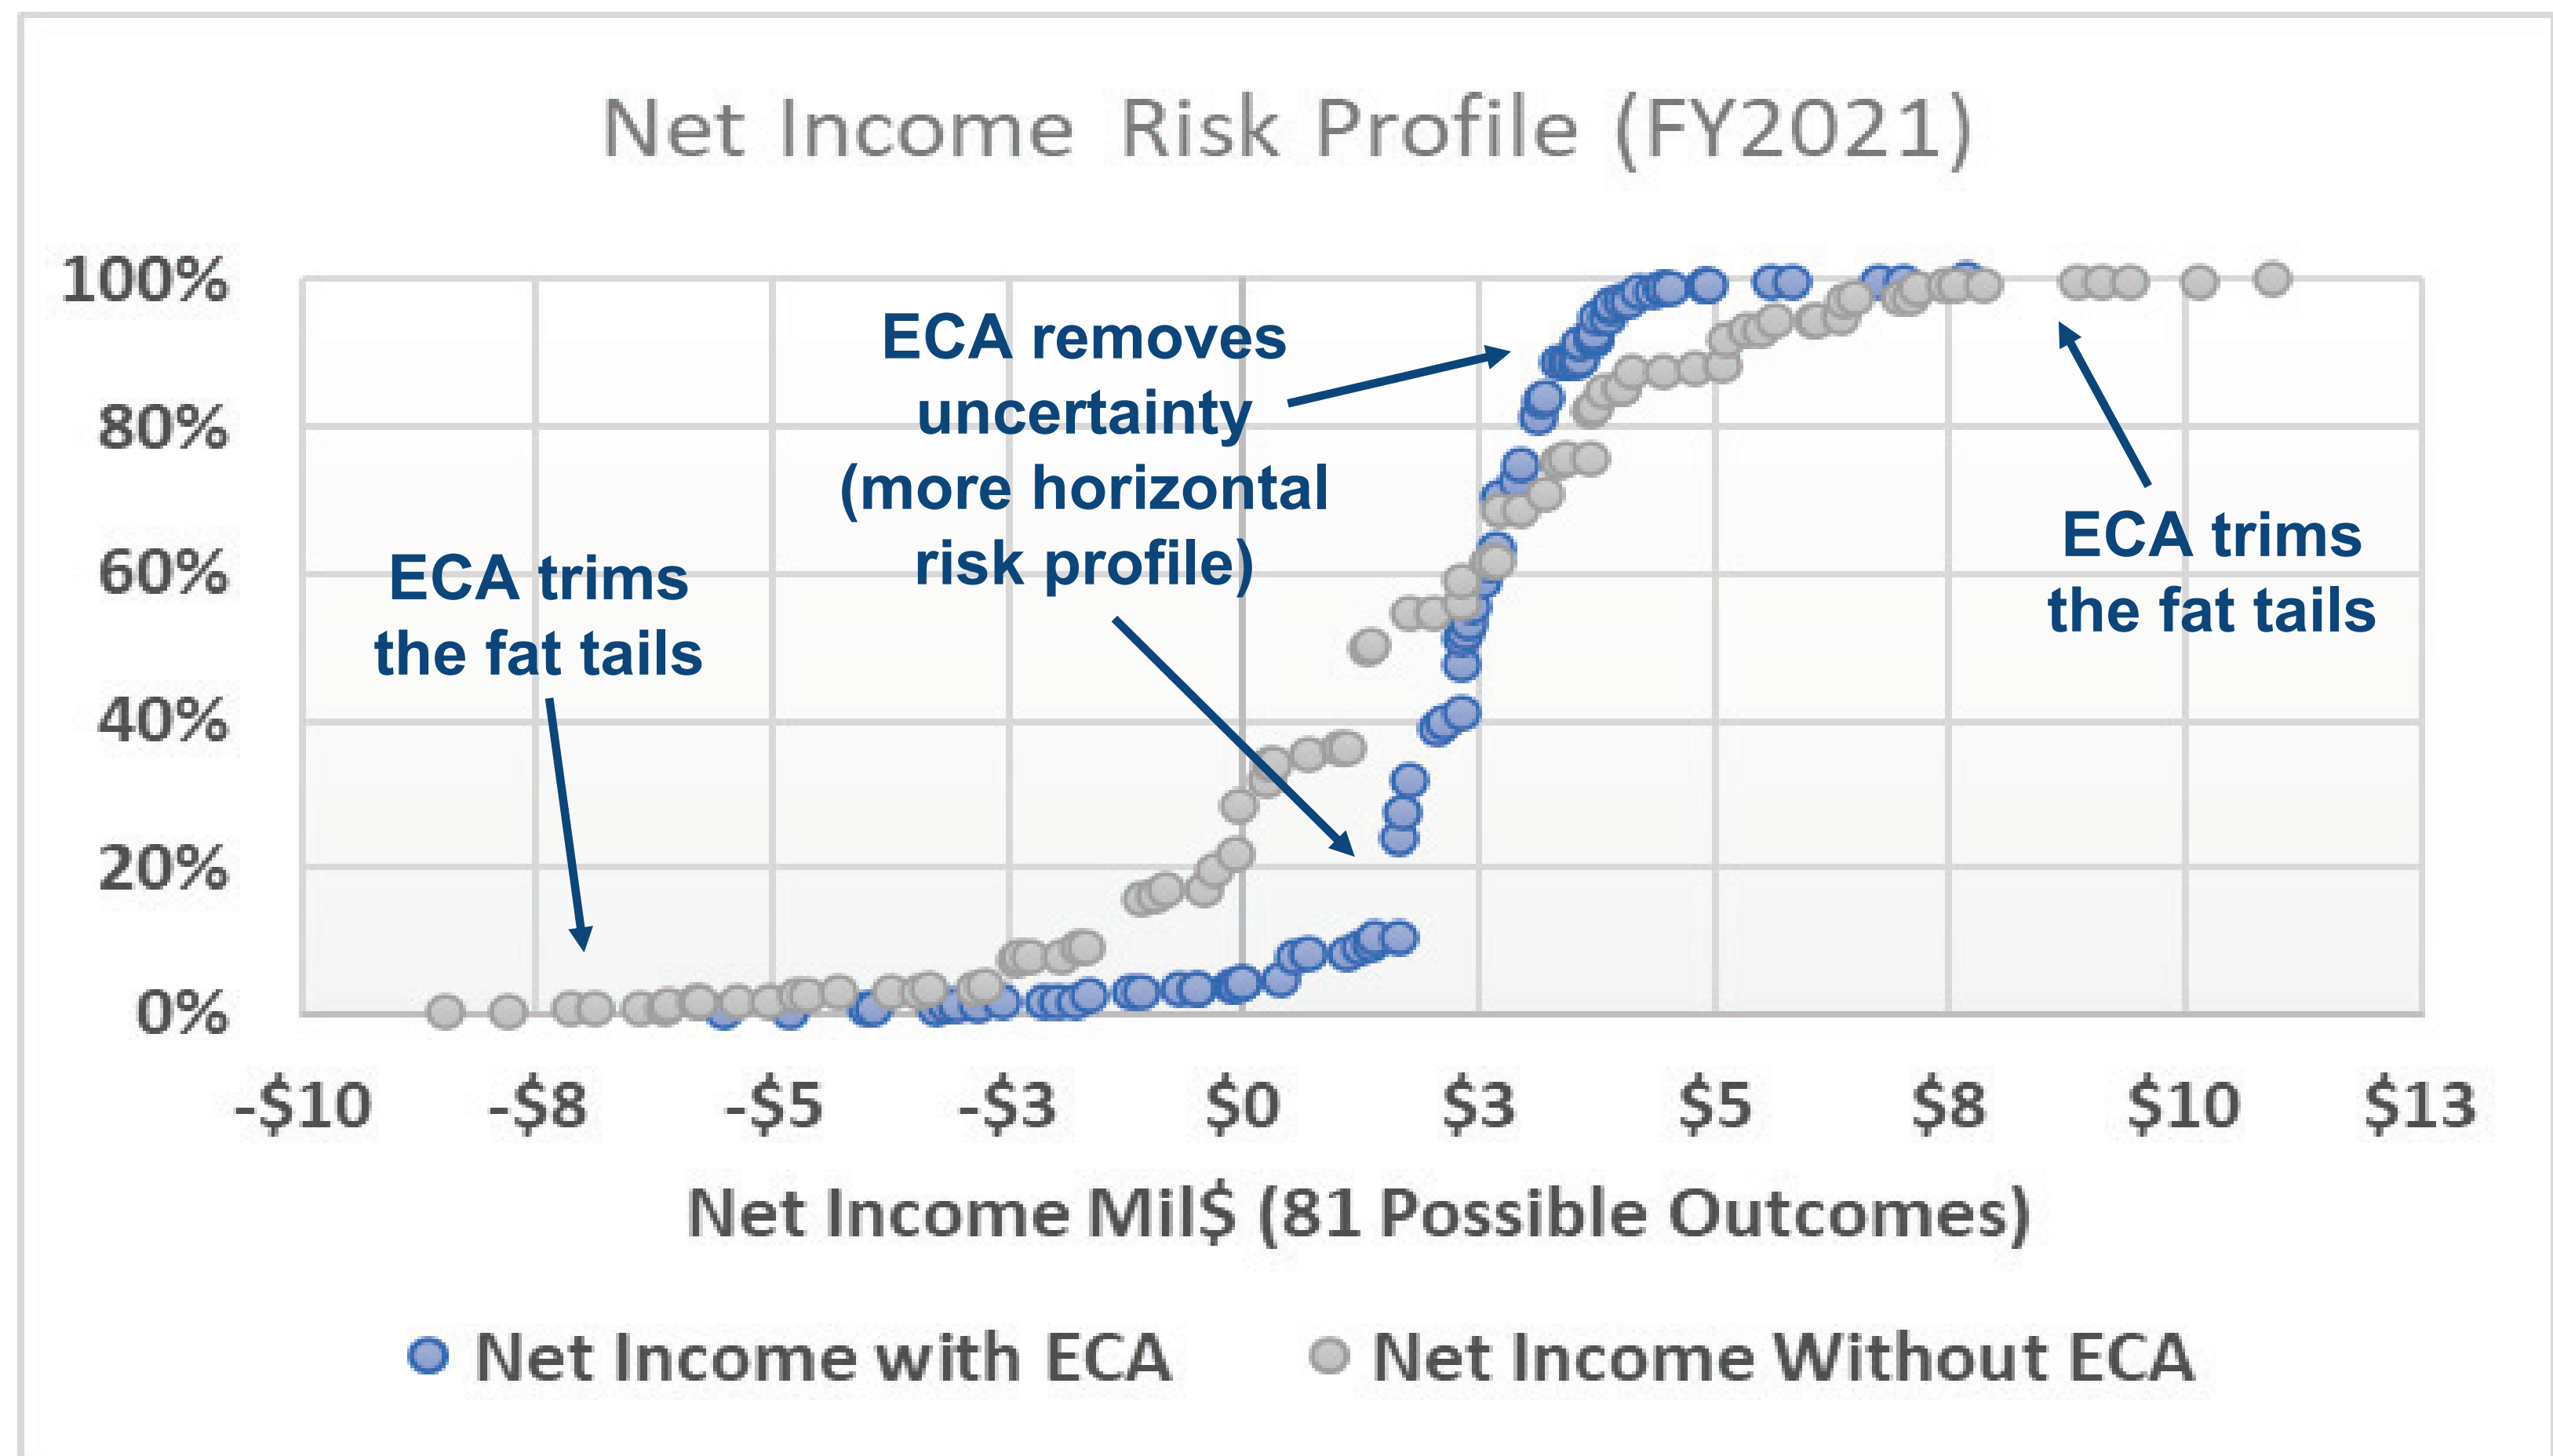 Net Income Risk Profile (FY2021)
100%
80%
60%
40%
20%
0%
ECA removes
uncertainty
(more horizontal
risk profile)
ECA trims
the fat tails
ECA trims
the fat tails
-$10 -$8 -$5 -$3 $0 $3 $5 $8 $10 $13
Net Income Mil$ (81 Possible Outcomes)
Net Income with ECA Net Income Without ECA